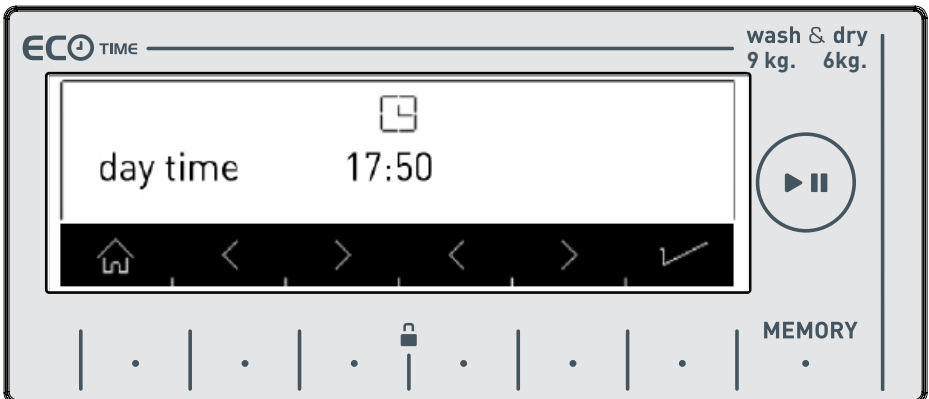 ECO TIME
wash & dry
9 kg. 6kg.
day time 17:50
MEMORY